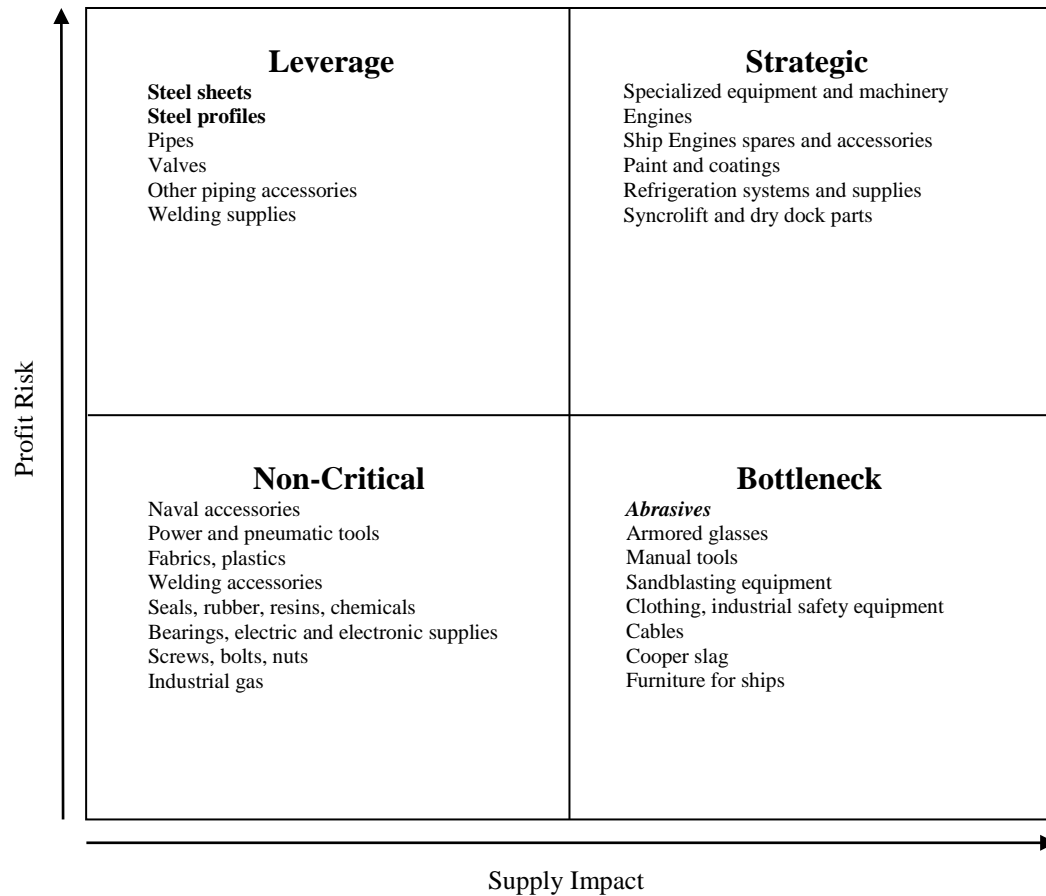 Leverage
Steel sheets
Steel profiles
Pipes
Valves
Other piping accessories
Welding supplies
Strategic
Specialized equipment and machinery
Engines
Ship Engines spares and accessories
Paint and coatings
Refrigeration systems and supplies
Syncrolift and dry dock parts
Profit Risk
Non-Critical
Naval accessories
Power and pneumatic tools
Fabrics, plastics
Welding accessories
Seals, rubber, resins, chemicals
Bearings, electric and electronic supplies
Screws, bolts, nuts
Industrial gas
Bottleneck
Abrasives
Armored glasses
Manual tools
Sandblasting equipment
Clothing, industrial safety equipment
Cables
Cooper slag
Furniture for ships
Supply Impact